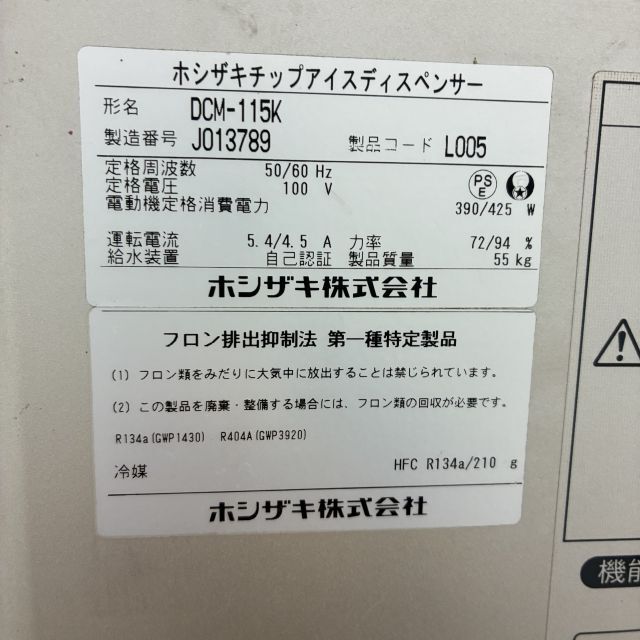 ホシザキチップアイスディスペンサー
形名 DCM-115K
製造番号 J013789 製品コード L005
定格周波数 50/60 Hz
定格電圧 100 V
電動機定格消費電力 390/425 W
PS
E
運転電流 5.4/4.5 A 力率 72/94 %
給水装置 自己認証 製品質量 55 kg
ホシザキ株式会社
フロン排出抑制法 第一種特定製品
(1) フロン類をみだりに大気中に放出することは禁じられています。
(2) この製品を廃棄・整備する場合には、フロン類の回収が必要です。
R134a(GWP1430) R404A(GWP3920)
冷媒 HFC R134a/210 g
ホシザキ株式会社
機能